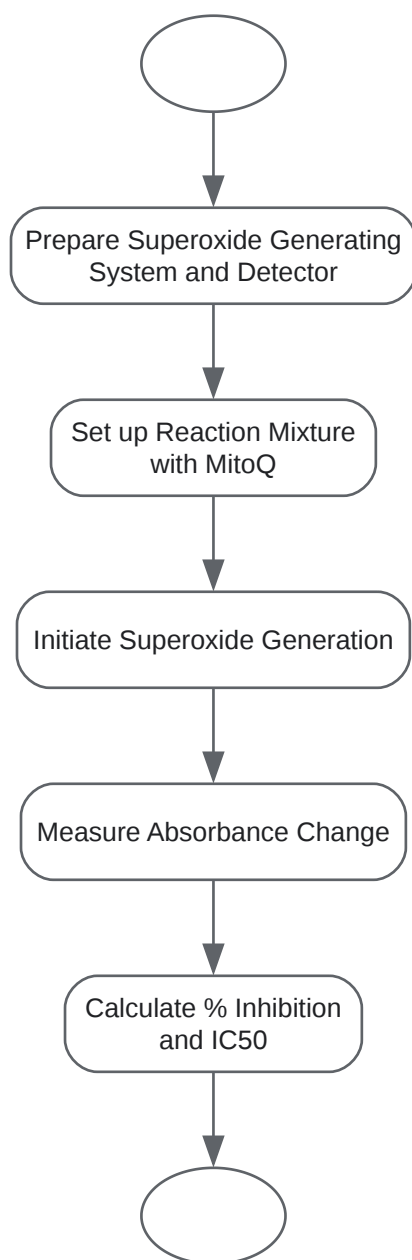 Prepare Superoxide Generating
System and Detector
Set up Reaction Mixture
with MitoQ
Initiate Superoxide Generation
Measure Absorbance Change
Calculate % Inhibition
and IC50